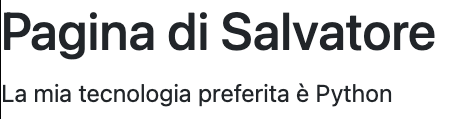 Pagina di Salvatore
La mia tecnologia preferita è Python